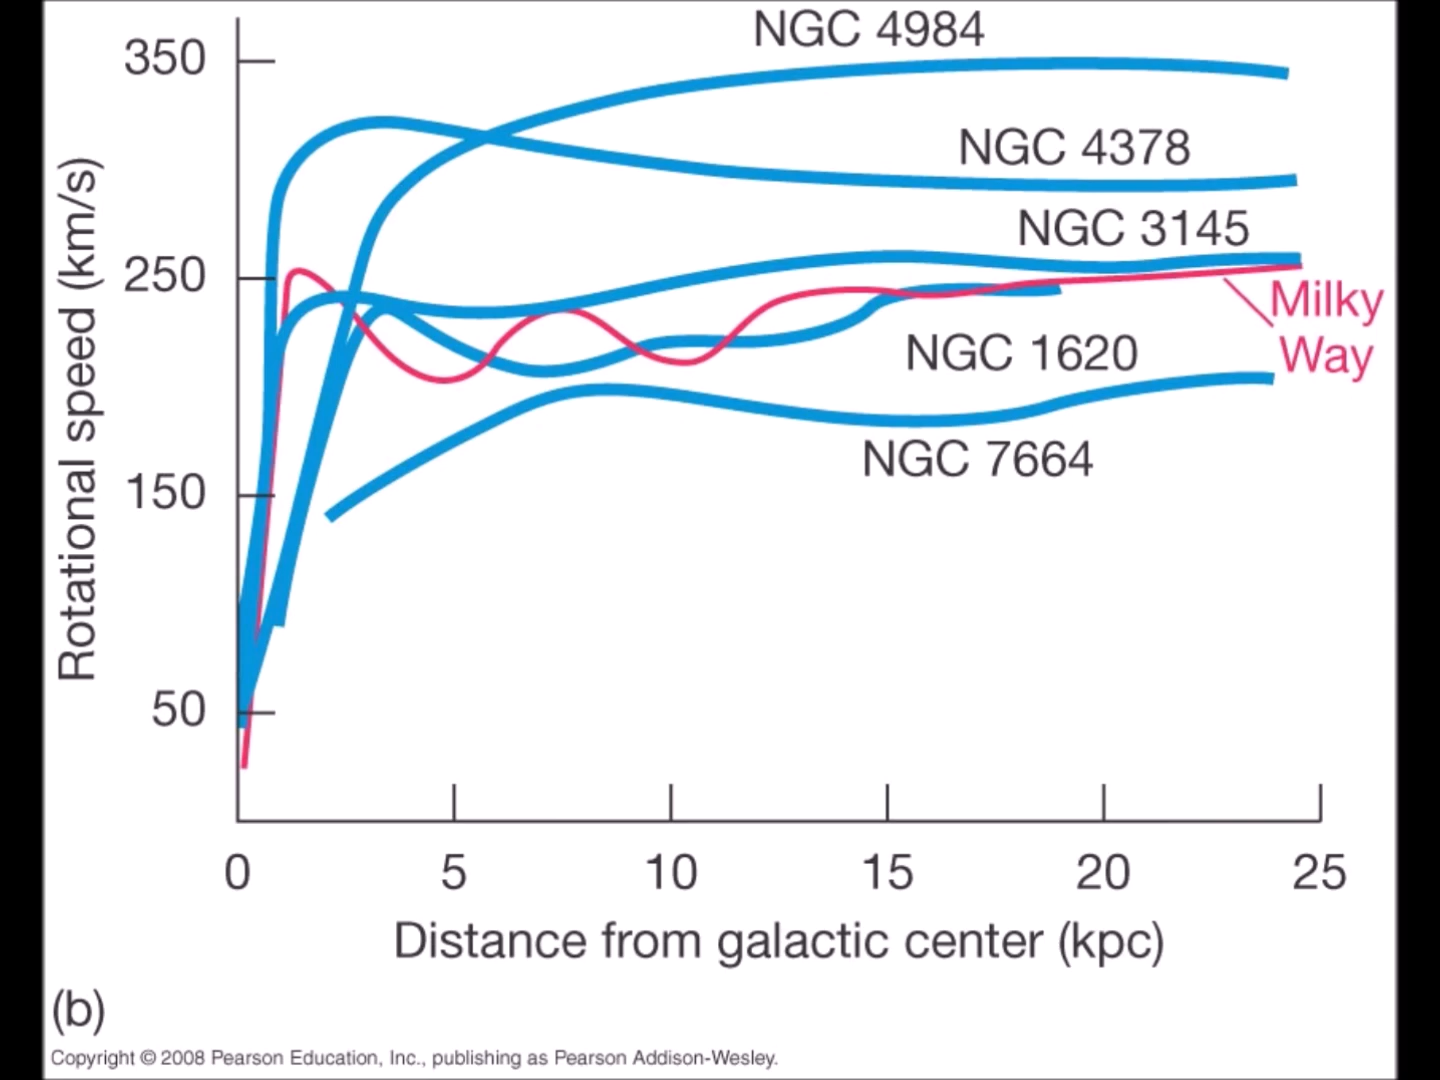 NGC 4984
350
NGC 4378
NGC 3145
250
Milky
Way
NGC 1620
NGC 7664
150
50
Rotational speed (km/s)
0 5 10 15 20 25
Distance from galactic center (kpc)
(b)
Copyright © 2008 Pearson Education, Inc., publishing as Pearson Addison-Wesley.